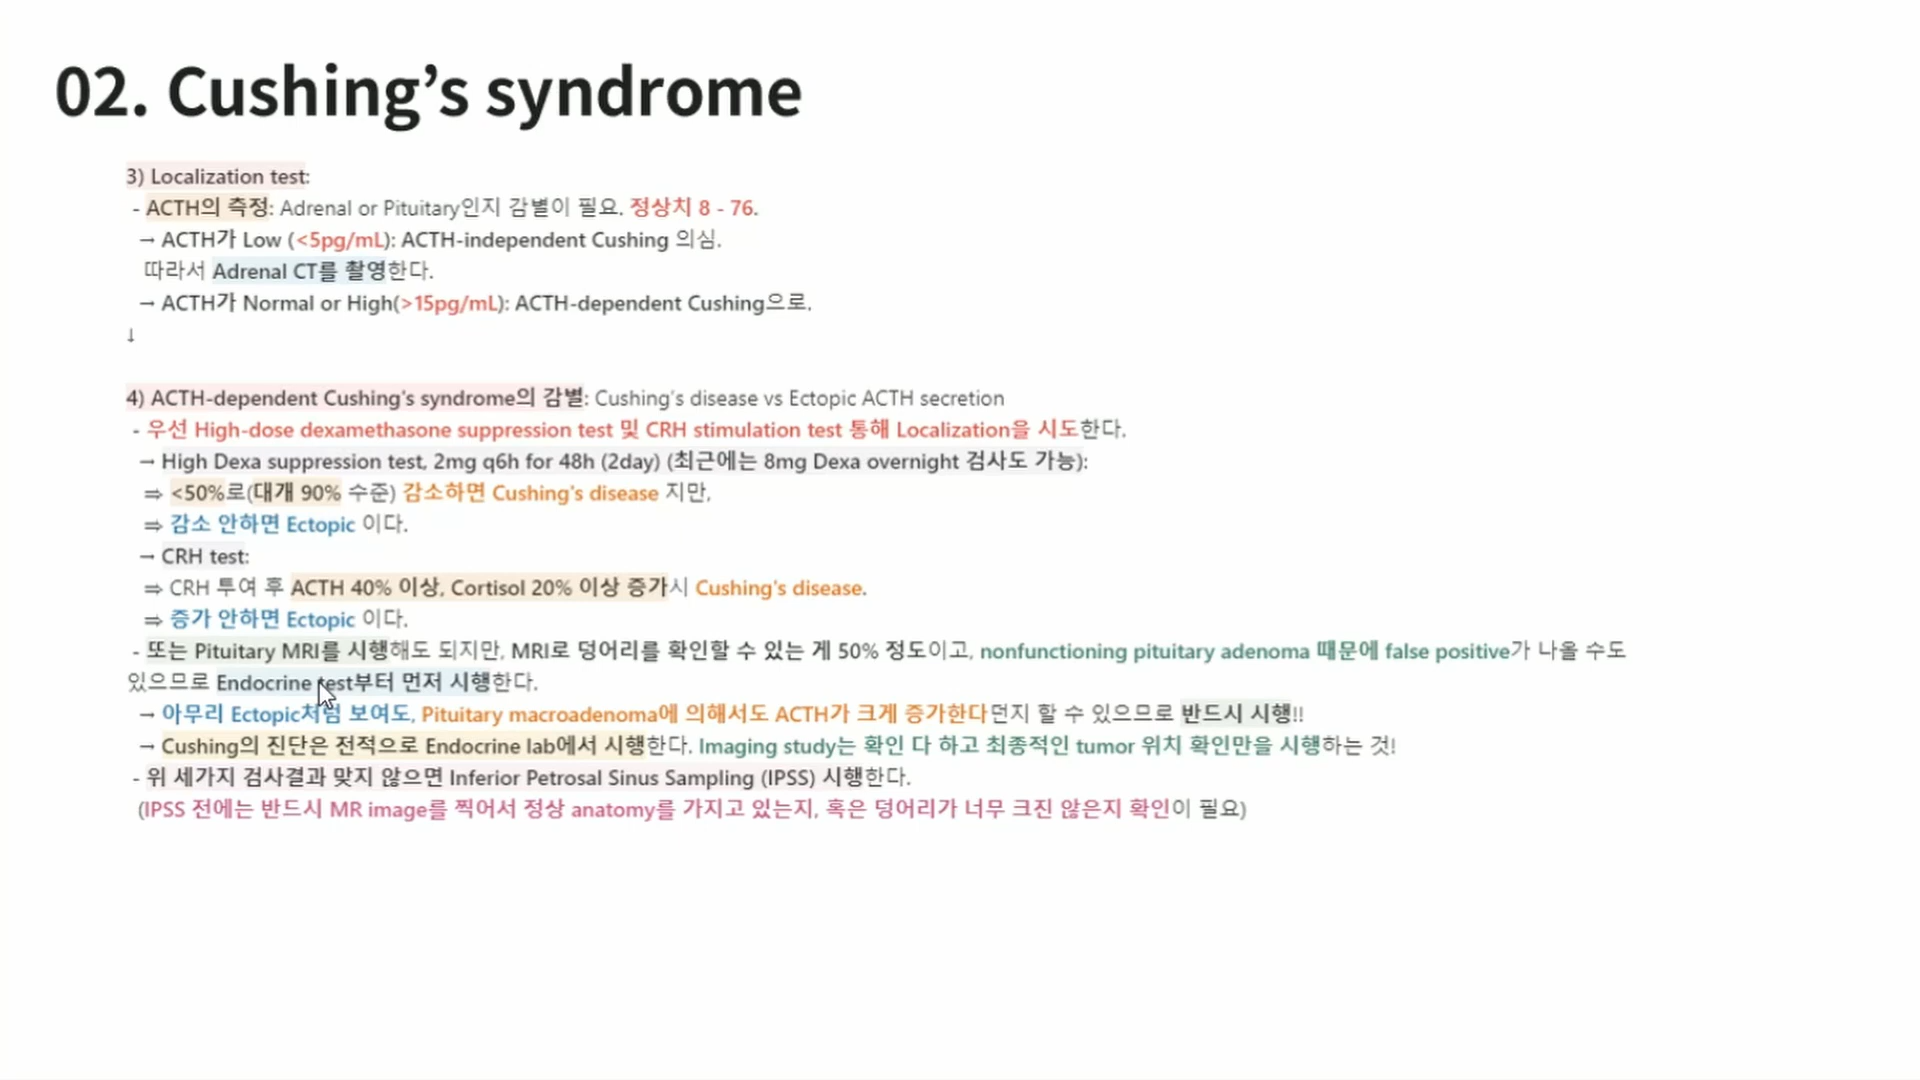 02. Cushing’s syndrome
3) Localization test:
- ACTH의 측정: Adrenal or Pituitary인지 감별이 필요. 정상치 8 - 76.
→ ACTH가 Low (<5pg/mL): ACTH-independent Cushing 의심.
따라서 Adrenal CT를 촬영한다.
→ ACTH가 Normal or High(>15pg/mL): ACTH-dependent Cushing으로.
↓
4) ACTH-dependent Cushing's syndrome의 감별: Cushing's disease vs Ectopic ACTH secretion
- 우선 High-dose dexamethasone suppression test 및 CRH stimulation test 통해 Localization을 시도한다.
→ High Dexa suppression test, 2mg q6h for 48h (2day) (최근에는 8mg Dexa overnight 검사도 가능):
⇒ <50%로(대개 90% 수준) 감소하면 Cushing's disease 지만,
⇒ 감소 안하면 Ectopic 이다.
→ CRH test:
⇒ CRH 투여 후 ACTH 40% 이상, Cortisol 20% 이상 증가시 Cushing's disease.
⇒ 증가 안하면 Ectopic 이다.
- 또는 Pituitary MRI를 시행해도 되지만, MRI로 덩어리를 확인할 수 있는 게 50% 정도이고, nonfunctioning pituitary adenoma 때문에 false positive가 나올 수도
있으므로 Endocrine test부터 먼저 시행한다.
→ 아무리 Ectopic처럼 보여도, Pituitary macroadenoma에 의해서도 ACTH가 크게 증가한다던지 할 수 있으므로 반드시 시행!!
→ Cushing의 진단은 전적으로 Endocrine lab에서 시행한다. Imaging study는 확인 다 하고 최종적인 tumor 위치 확인만을 시행하는 것!
- 위 세가지 검사결과 맞지 않으면 Inferior Petrosal Sinus Sampling (IPSS) 시행한다.
(IPSS 전에는 반드시 MR image를 찍어서 정상 anatomy를 가지고 있는지, 혹은 덩어리가 너무 크진 않은지 확인이 필요)